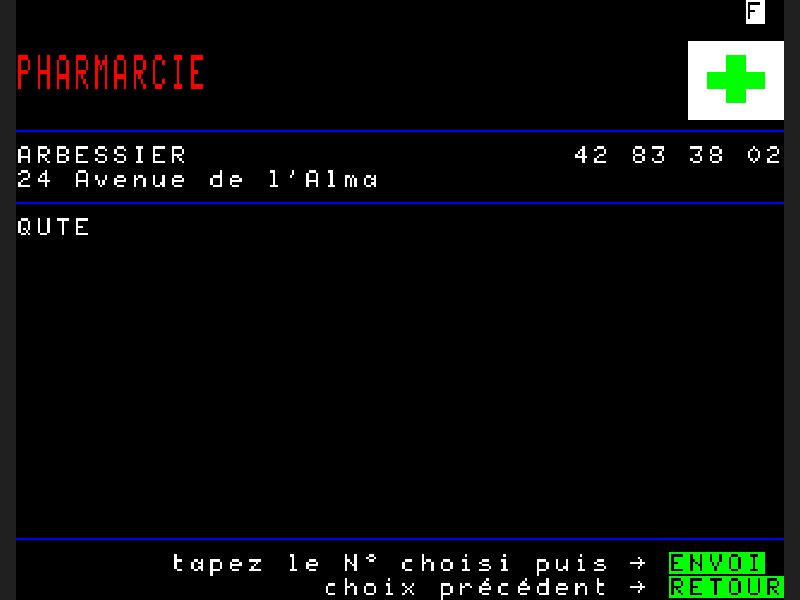 F
PHARMARCIE
ARBESSIER 42 83 38 02
24 Avenue de l'Alma
QUTE
tapez le N° choisi puis → ENVOI
choix précédent → RETOUR